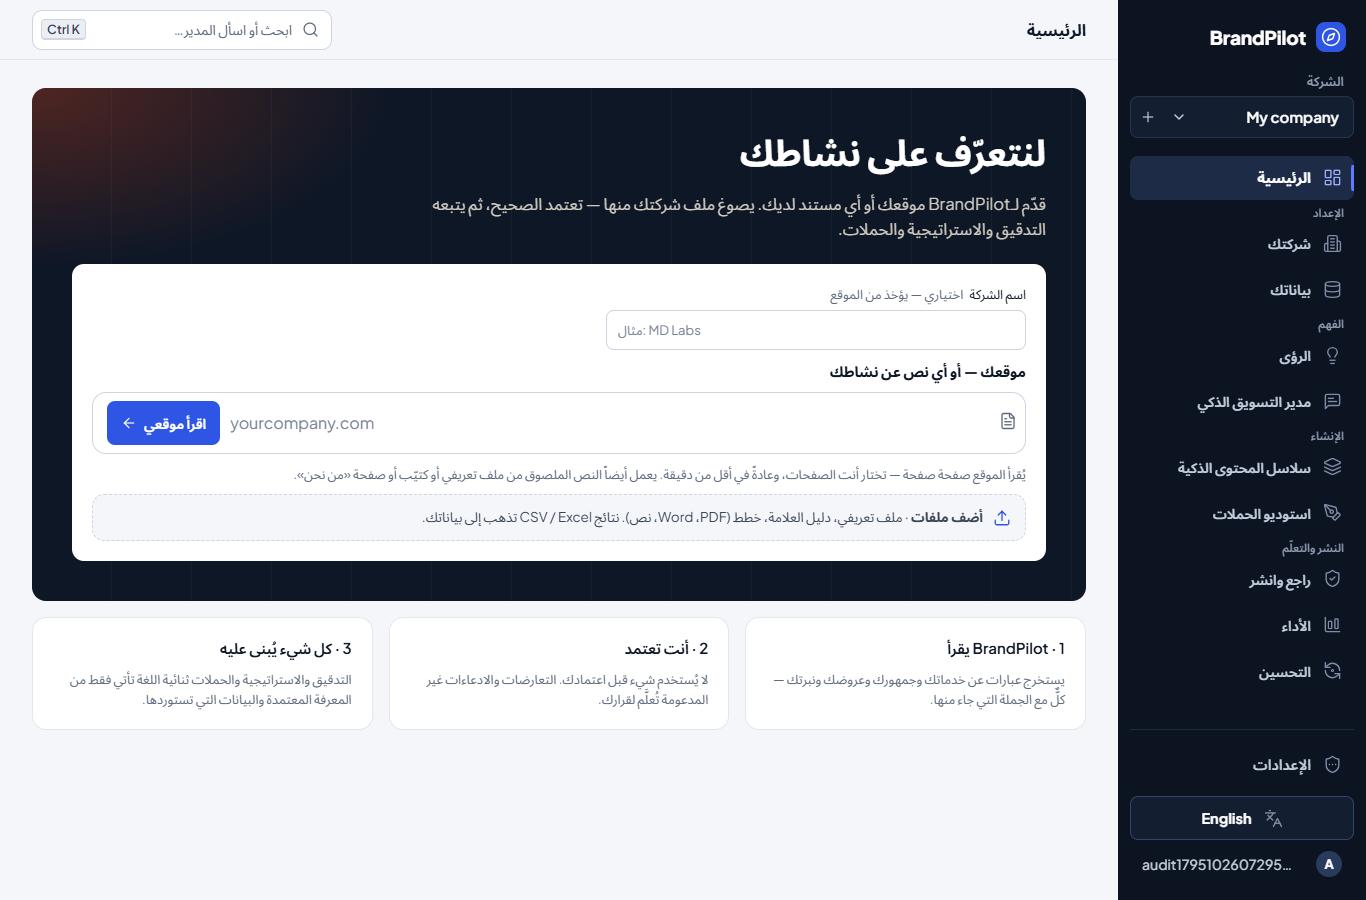 BrandPilot
الشركة
My company
الرئيسية
الإعداد
شركتك
بياناتك
الفهم
الرؤى
مدير التسويق الذكي
الإنشاء
سلاسل المحتوى الذكية
استوديو الحملات
النشر والتعلّم
راجع وانشر
الأداء
التحسين
الإعدادات
English
A
audit1795102607295…
الرئيسية
ابحث أو اسأل المدير…
Ctrl K
لنتعرّف على نشاطك
قدّم لـBrandPilot موقعك أو أي مستند لديك. يصوغ ملف شركتك منها — تعتمد الصحيح، ثم يتبعه
التدقيق والاستراتيجية والحملات.
اسم الشركة اختياري — يؤخذ من الموقع
مثال: MD Labs
موقعك — أو أي نص عن نشاطك
yourcompany.com
اقرأ موقعي
يُقرأ الموقع صفحة صفحة — تختار أنت الصفحات، وعادةً في أقل من دقيقة. يعمل أيضاً النص الملصوق من ملف تعريفي أو كتيّب أو صفحة «من نحن».
أضف ملفات · ملف تعريفي، دليل العلامة، خطط (PDF، Word، نص). نتائج CSV / Excel تذهب إلى بياناتك.
1 · BrandPilot يقرأ
يستخرج عبارات عن خدماتك وجمهورك وعروضك ونبرتك —
كلٌّ مع الجملة التي جاء منها.
2 · أنت تعتمد
لا يُستخدم شيء قبل اعتمادك. التعارضات والادعاءات غير
المدعومة تُعلَّم لقرارك.
3 · كل شيء يُبنى عليه
التدقيق والاستراتيجية والحملات ثنائية اللغة تأتي فقط من
المعرفة المعتمدة والبيانات التي تستوردها.